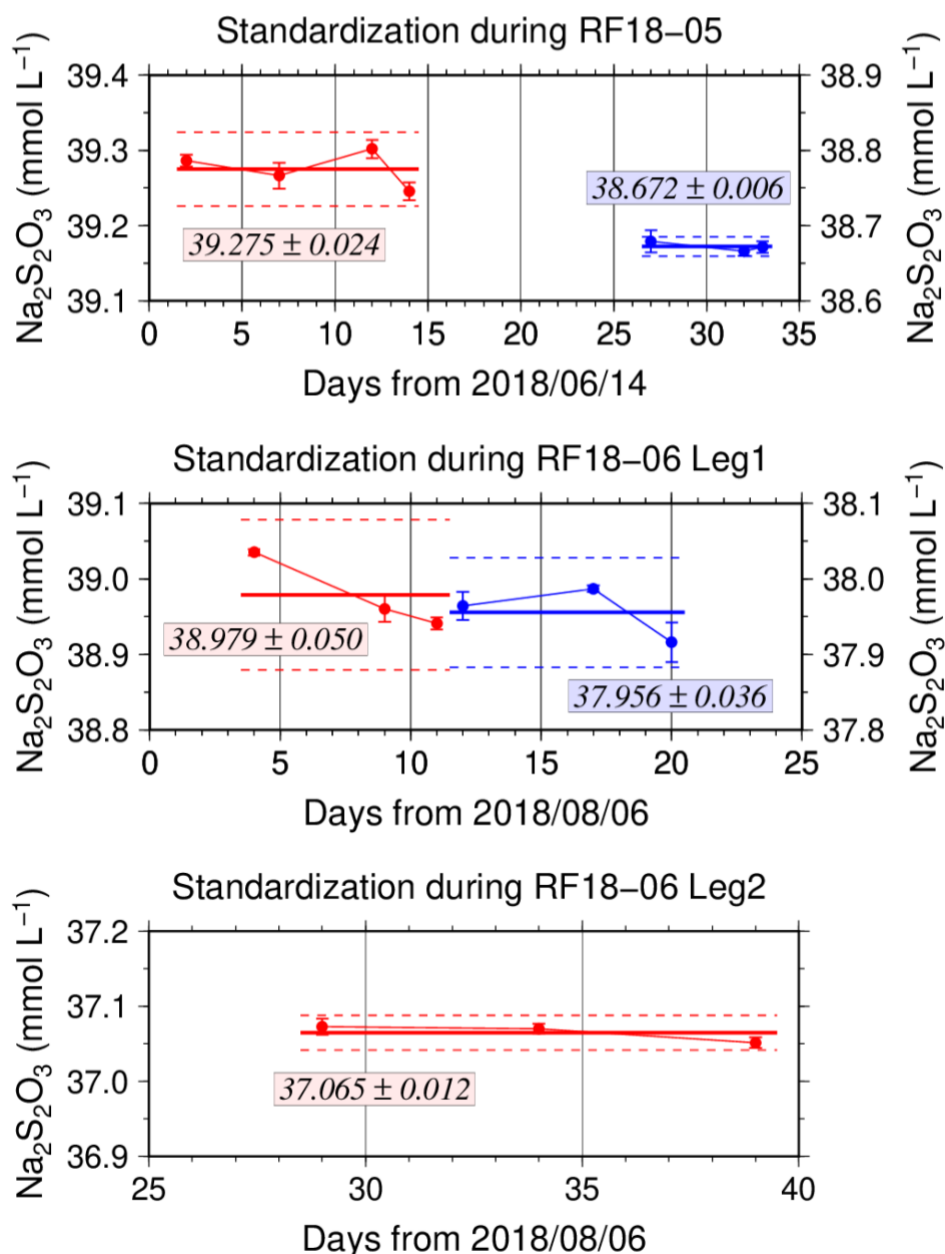 Standardization during RF18−05
Na₂S₂O₃ (mmol L⁻¹)
39.4
39.3
39.2
39.1
38.9
38.8
38.7
38.6
Na₂S₂O₃ (mmol L⁻¹)
39.275 ± 0.024
38.672 ± 0.006
0 5 10 15 20 25 30 35
Days from 2018/06/14
Standardization during RF18−06 Leg1
Na₂S₂O₃ (mmol L⁻¹)
39.1
39.0
38.9
38.8
38.1
38.0
37.9
37.8
Na₂S₂O₃ (mmol L⁻¹)
38.979 ± 0.050
37.956 ± 0.036
0 5 10 15 20 25
Days from 2018/08/06
Standardization during RF18−06 Leg2
Na₂S₂O₃ (mmol L⁻¹)
37.2
37.1
37.0
36.9
37.065 ± 0.012
25 30 35 40
Days from 2018/08/06